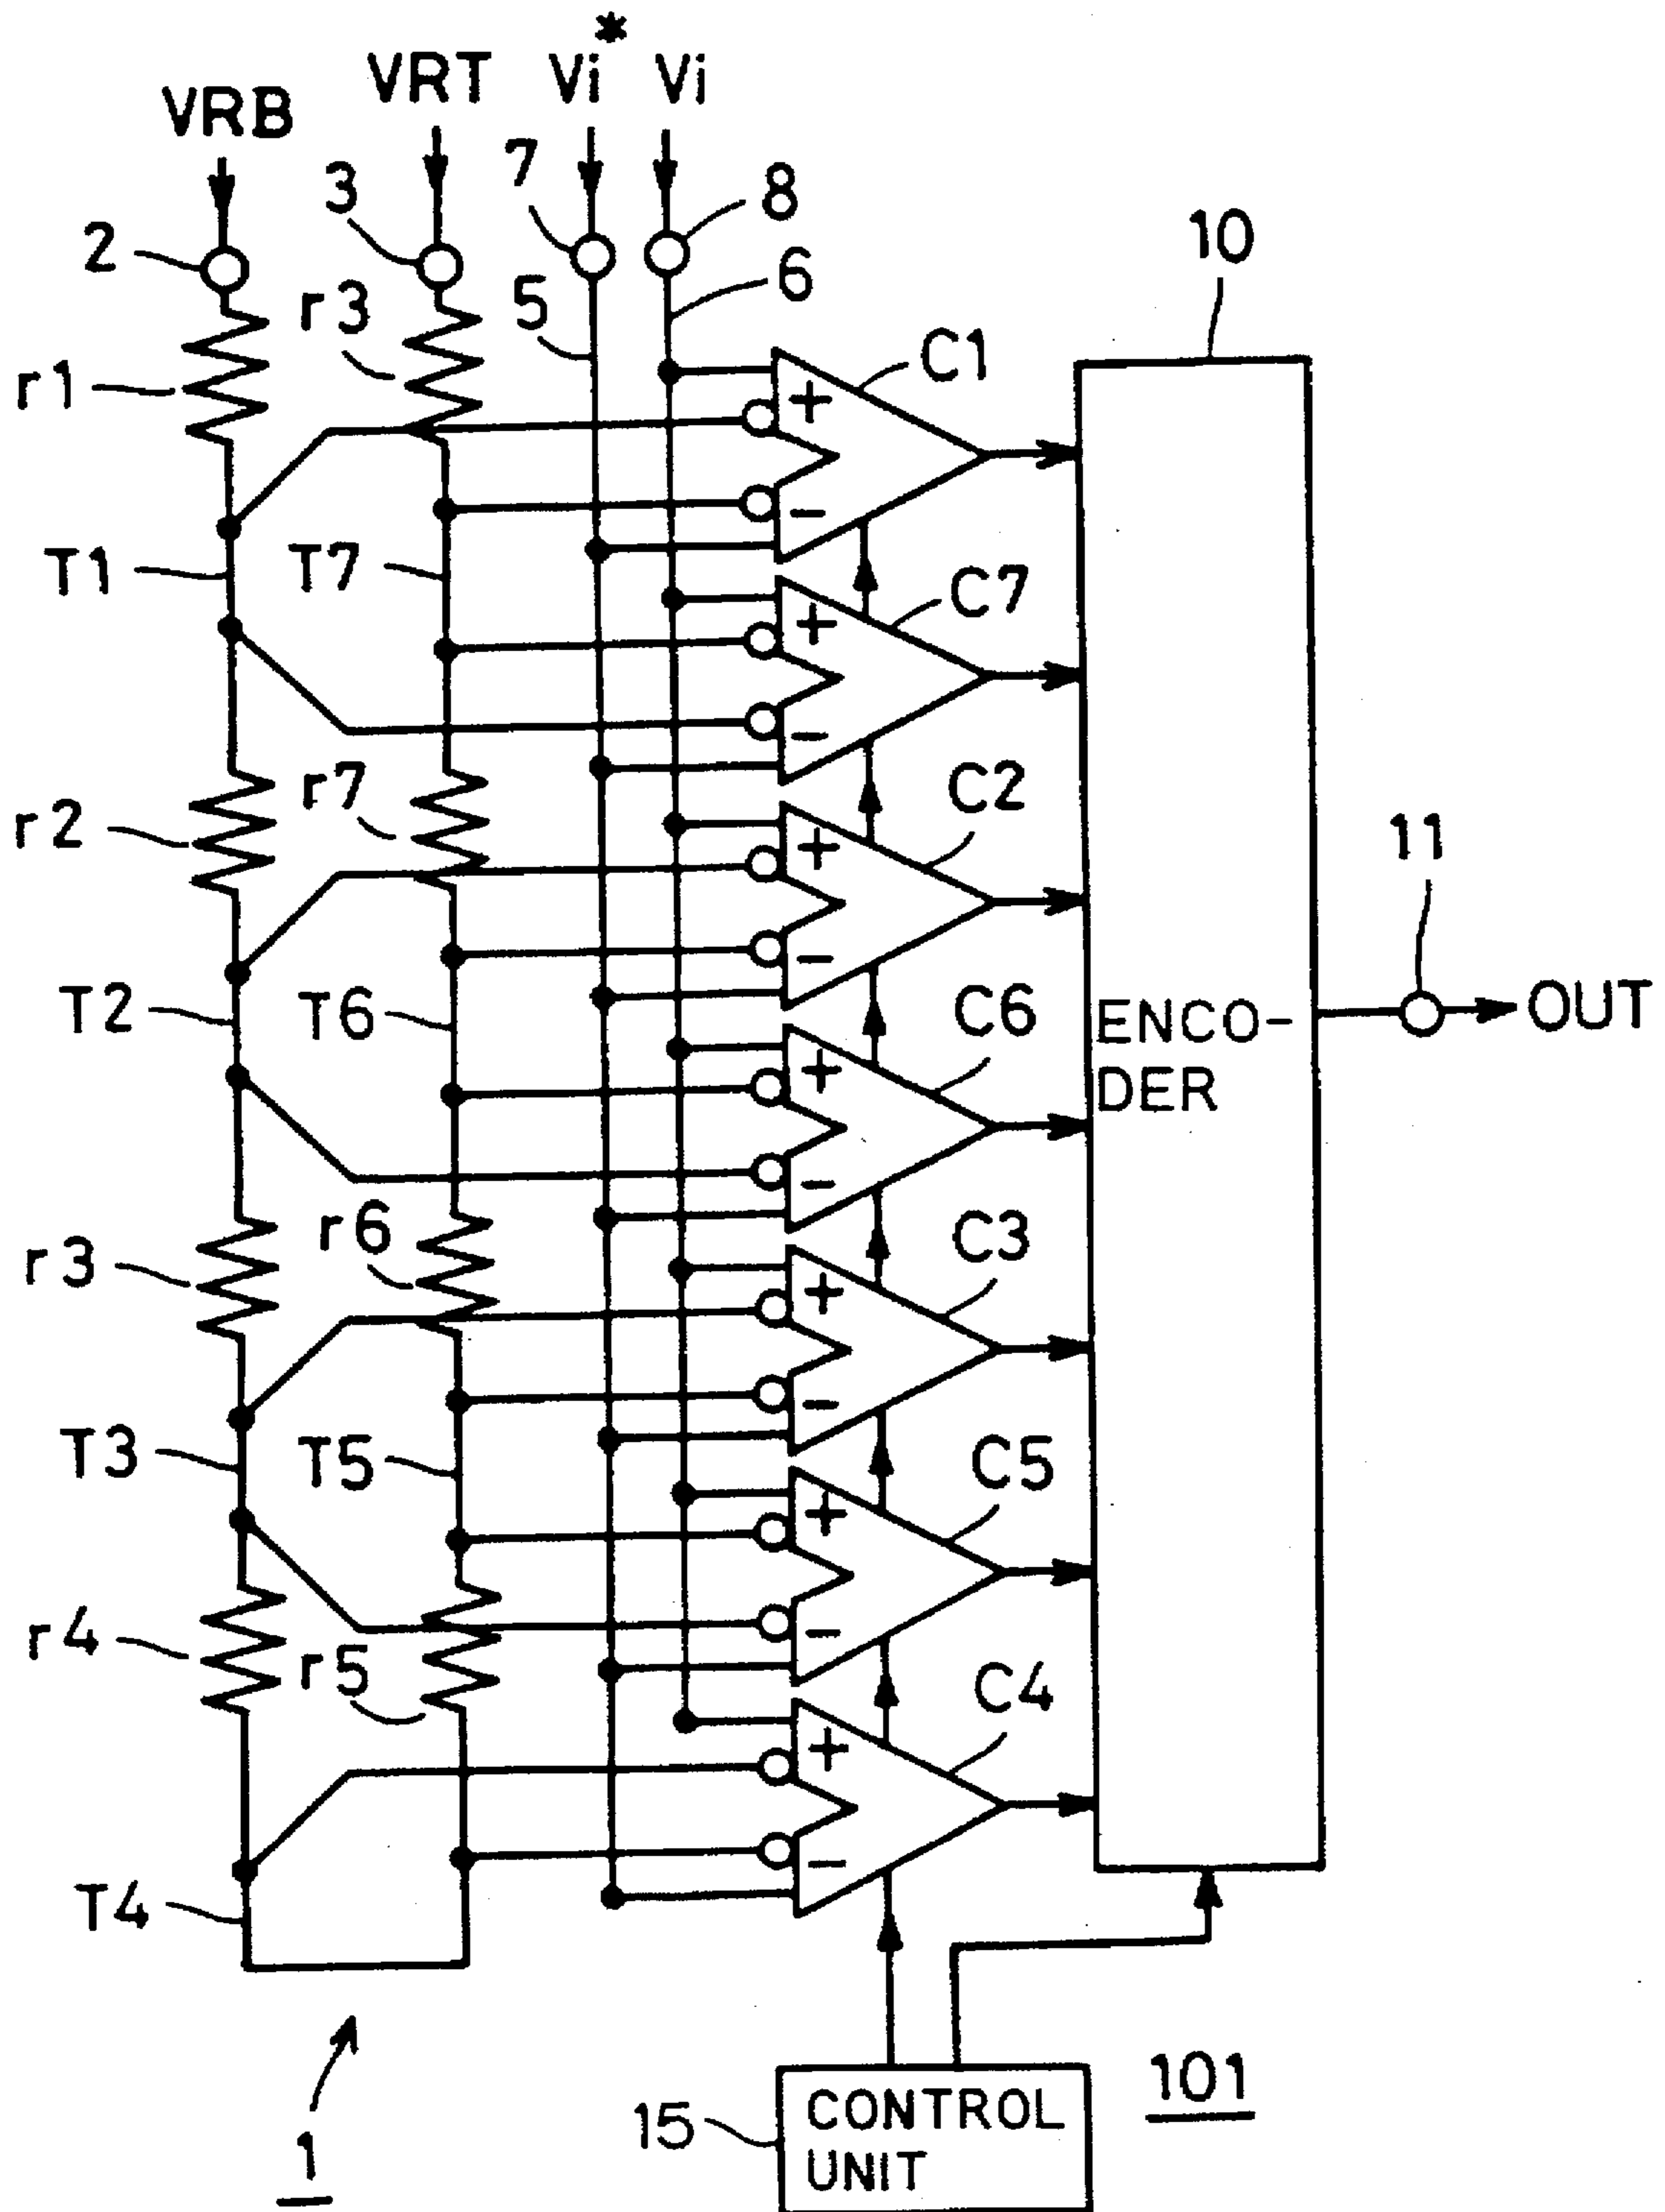 VRB VRT Vi* Vi
2 3 7 8
5 6 10
r1 r3 C1
T1 T7 C7
r2 r7 C2
11
T2 T6 C6
ENCO-
DER
OUT
r3 r6 C3
T3 T5 C5
r4 r5 C4
T4
1
15 CONTROL
UNIT
101